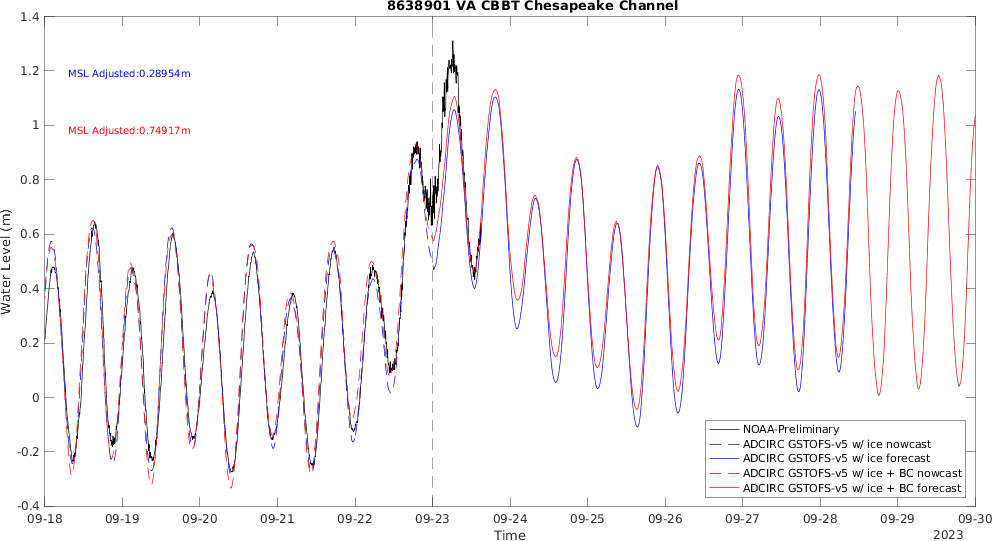 8638901 VA CBBT Chesapeake Channel
1.4
1.2
1
0.8
0.6
0.4
0.2
0
-0.2
-0.4
Water Level (m)
MSL Adjusted:0.28954m
MSL Adjusted:0.74917m
NOAA-Preliminary
ADCIRC GSTOFS-v5 w/ ice nowcast
ADCIRC GSTOFS-v5 w/ ice forecast
ADCIRC GSTOFS-v5 w/ ice + BC nowcast
ADCIRC GSTOFS-v5 w/ ice + BC forecast
09-18 09-19 09-20 09-21 09-22 09-23 09-24 09-25 09-26 09-27 09-28 09-29 09-30
Time
2023